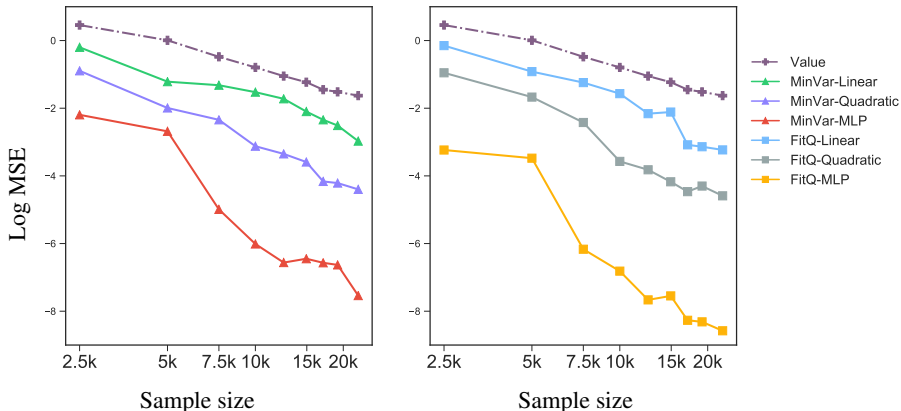 Log MSE
0
−2
−4
−6
−8
2.5k 5k 7.5k 10k 15k 20k
Sample size
0
−2
−4
−6
−8
2.5k 5k 7.5k 10k 15k 20k
Sample size
Value
MinVar-Linear
MinVar-Quadratic
MinVar-MLP
FitQ-Linear
FitQ-Quadratic
FitQ-MLP